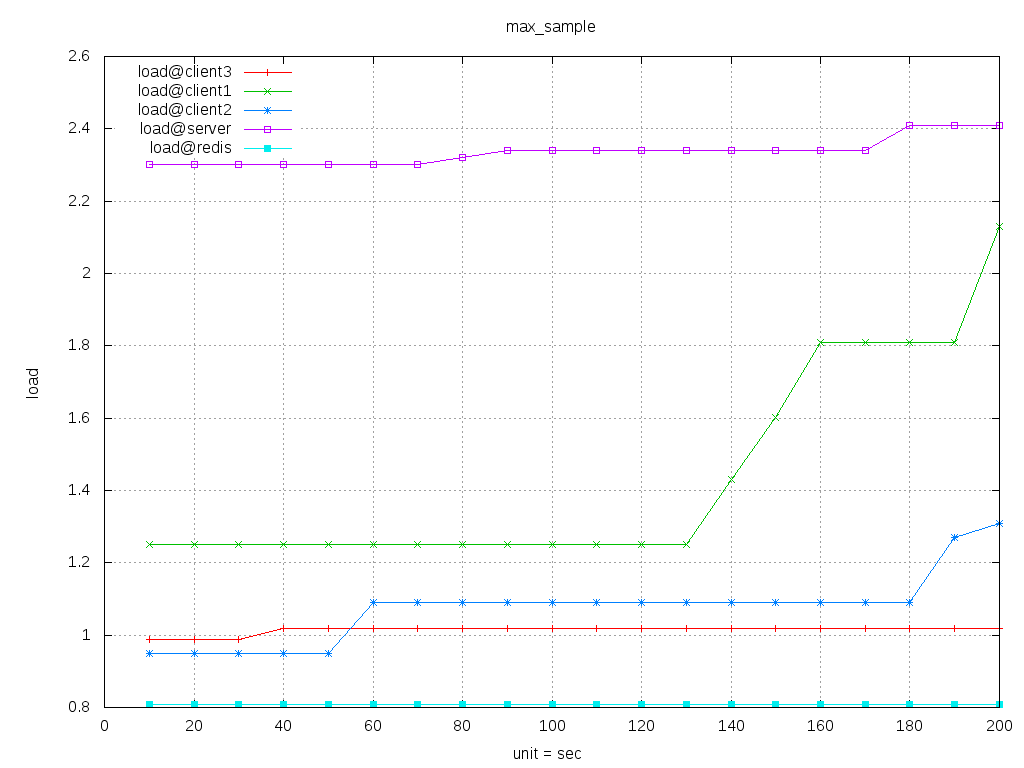 max_sample
2.6
2.4
2.2
2
1.8
1.6
1.4
1.2
1
0.8
load
load@client3
load@client1
load@client2
load@server
load@redis
0 20 40 60 80 100 120 140 160 180 200
unit = sec